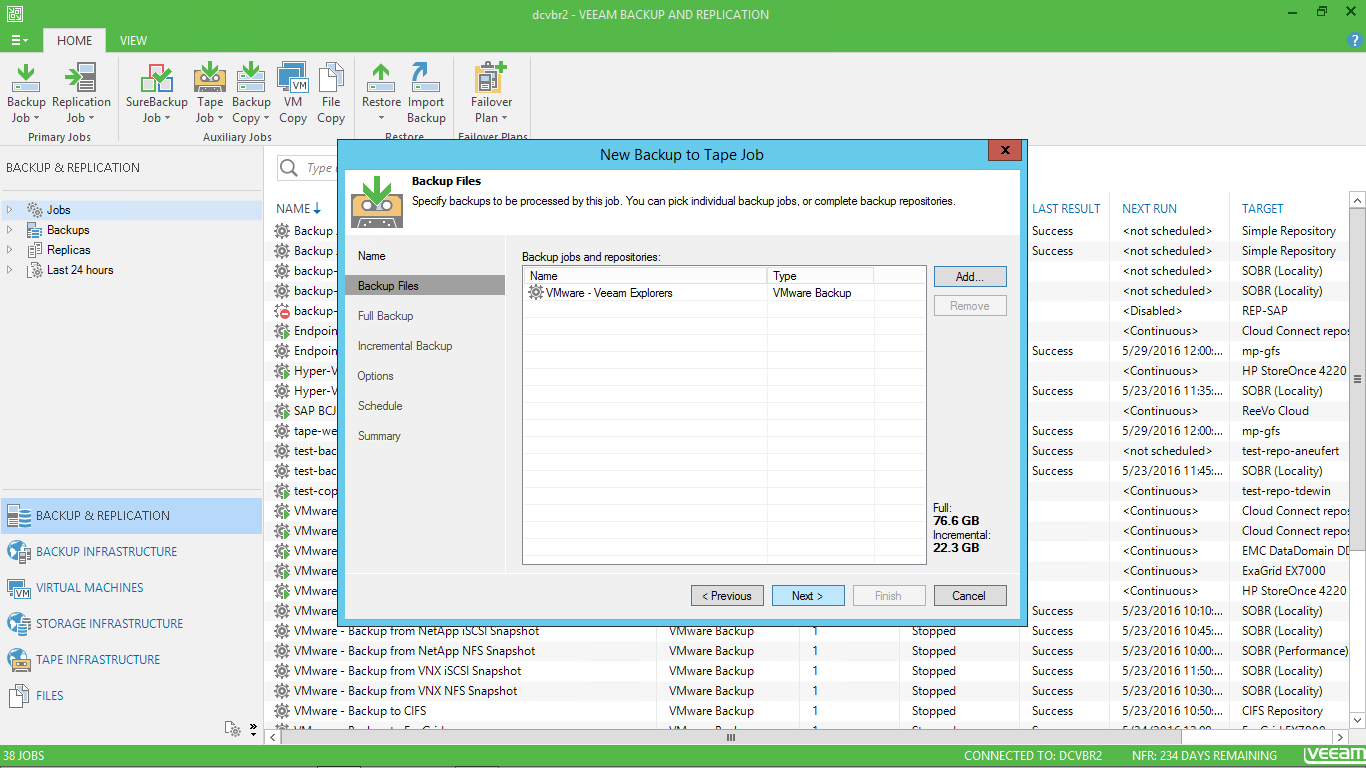 dcvbr2 - VEEAM BACKUP AND REPLICATION
HOME VIEW
Backup Job
Replication Job
SureBackup Job
Tape Job
Backup Copy
VM Copy
File Copy
Restore
Import Backup
Failover Plan
Primary Jobs
Auxiliary Jobs
Restore
Failover Plans
BACKUP & REPLICATION
Jobs
Backups
Replicas
Last 24 hours
BACKUP & REPLICATION
BACKUP INFRASTRUCTURE
VIRTUAL MACHINES
STORAGE INFRASTRUCTURE
TAPE INFRASTRUCTURE
FILES
Type
NAME LAST RESULT NEXT RUN TARGET
Backup Success <not scheduled> Simple Repository
Backup Success <not scheduled> Simple Repository
backup- <not scheduled> SOBR (Locality)
backup- <not scheduled> SOBR (Locality)
backup- <Disabled> REP-SAP
Endpoin <Continuous> Cloud Connect repos
Endpoin Success 5/29/2016 12:00:... mp-gfs
Hyper-V <Continuous> HP StoreOnce 4220
Hyper-V Success 5/23/2016 11:35:... SOBR (Locality)
SAP BCJ <Continuous> ReeVo Cloud
tape-we Success 5/29/2016 12:00:... mp-gfs
test-bac Success <not scheduled> test-repo-aneufert
test-bac Success 5/23/2016 11:45:... SOBR (Locality)
test-cop <Continuous> test-repo-tdewin
VMware <Continuous> Cloud Connect repos
VMware <Continuous> Cloud Connect repos
VMware <Continuous> EMC DataDomain DD
VMware <Continuous> ExaGrid EX7000
VMware <Continuous> HP StoreOnce 4220
VMware Success 5/23/2016 10:10:... SOBR (Locality)
VMware - Backup from NetApp iSCSI Snapshot VMware Backup 1 Stopped Success 5/23/2016 10:45:... SOBR (Locality)
VMware - Backup from NetApp NFS Snapshot VMware Backup 1 Stopped Success 5/23/2016 10:00:... SOBR (Performance)
VMware - Backup from VNX iSCSI Snapshot VMware Backup 1 Stopped Success 5/23/2016 11:50:... SOBR (Locality)
VMware - Backup from VNX NFS Snapshot VMware Backup 1 Stopped Success 5/23/2016 10:30:... SOBR (Locality)
VMware - Backup to CIFS VMware Backup 1 Stopped Success 5/23/2016 10:50:... CIFS Repository
New Backup to Tape Job
Backup Files
Specify backups to be processed by this job. You can pick individual backup jobs, or complete backup repositories.
Name
Backup Files
Full Backup
Incremental Backup
Options
Schedule
Summary
Backup jobs and repositories:
Name Type
VMware - Veeam Explorers VMware Backup
Add...
Remove
Full:
76.6 GB
Incremental:
22.3 GB
< Previous Next > Finish Cancel
38 JOBS CONNECTED TO: DCVBR2 NFR: 234 DAYS REMAINING veeam